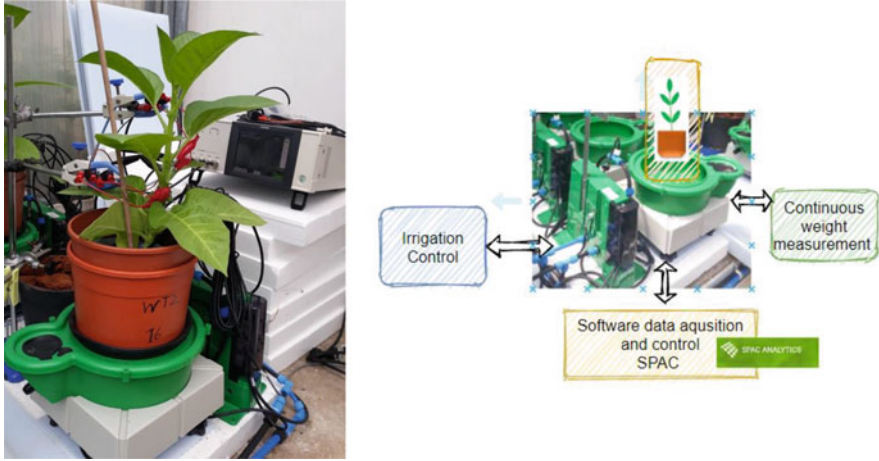 WT2
16
Irrigation
Control
Continuous
weight
measurement
Software data aqusition
and control
SPAC
SPAC ANALYTICS